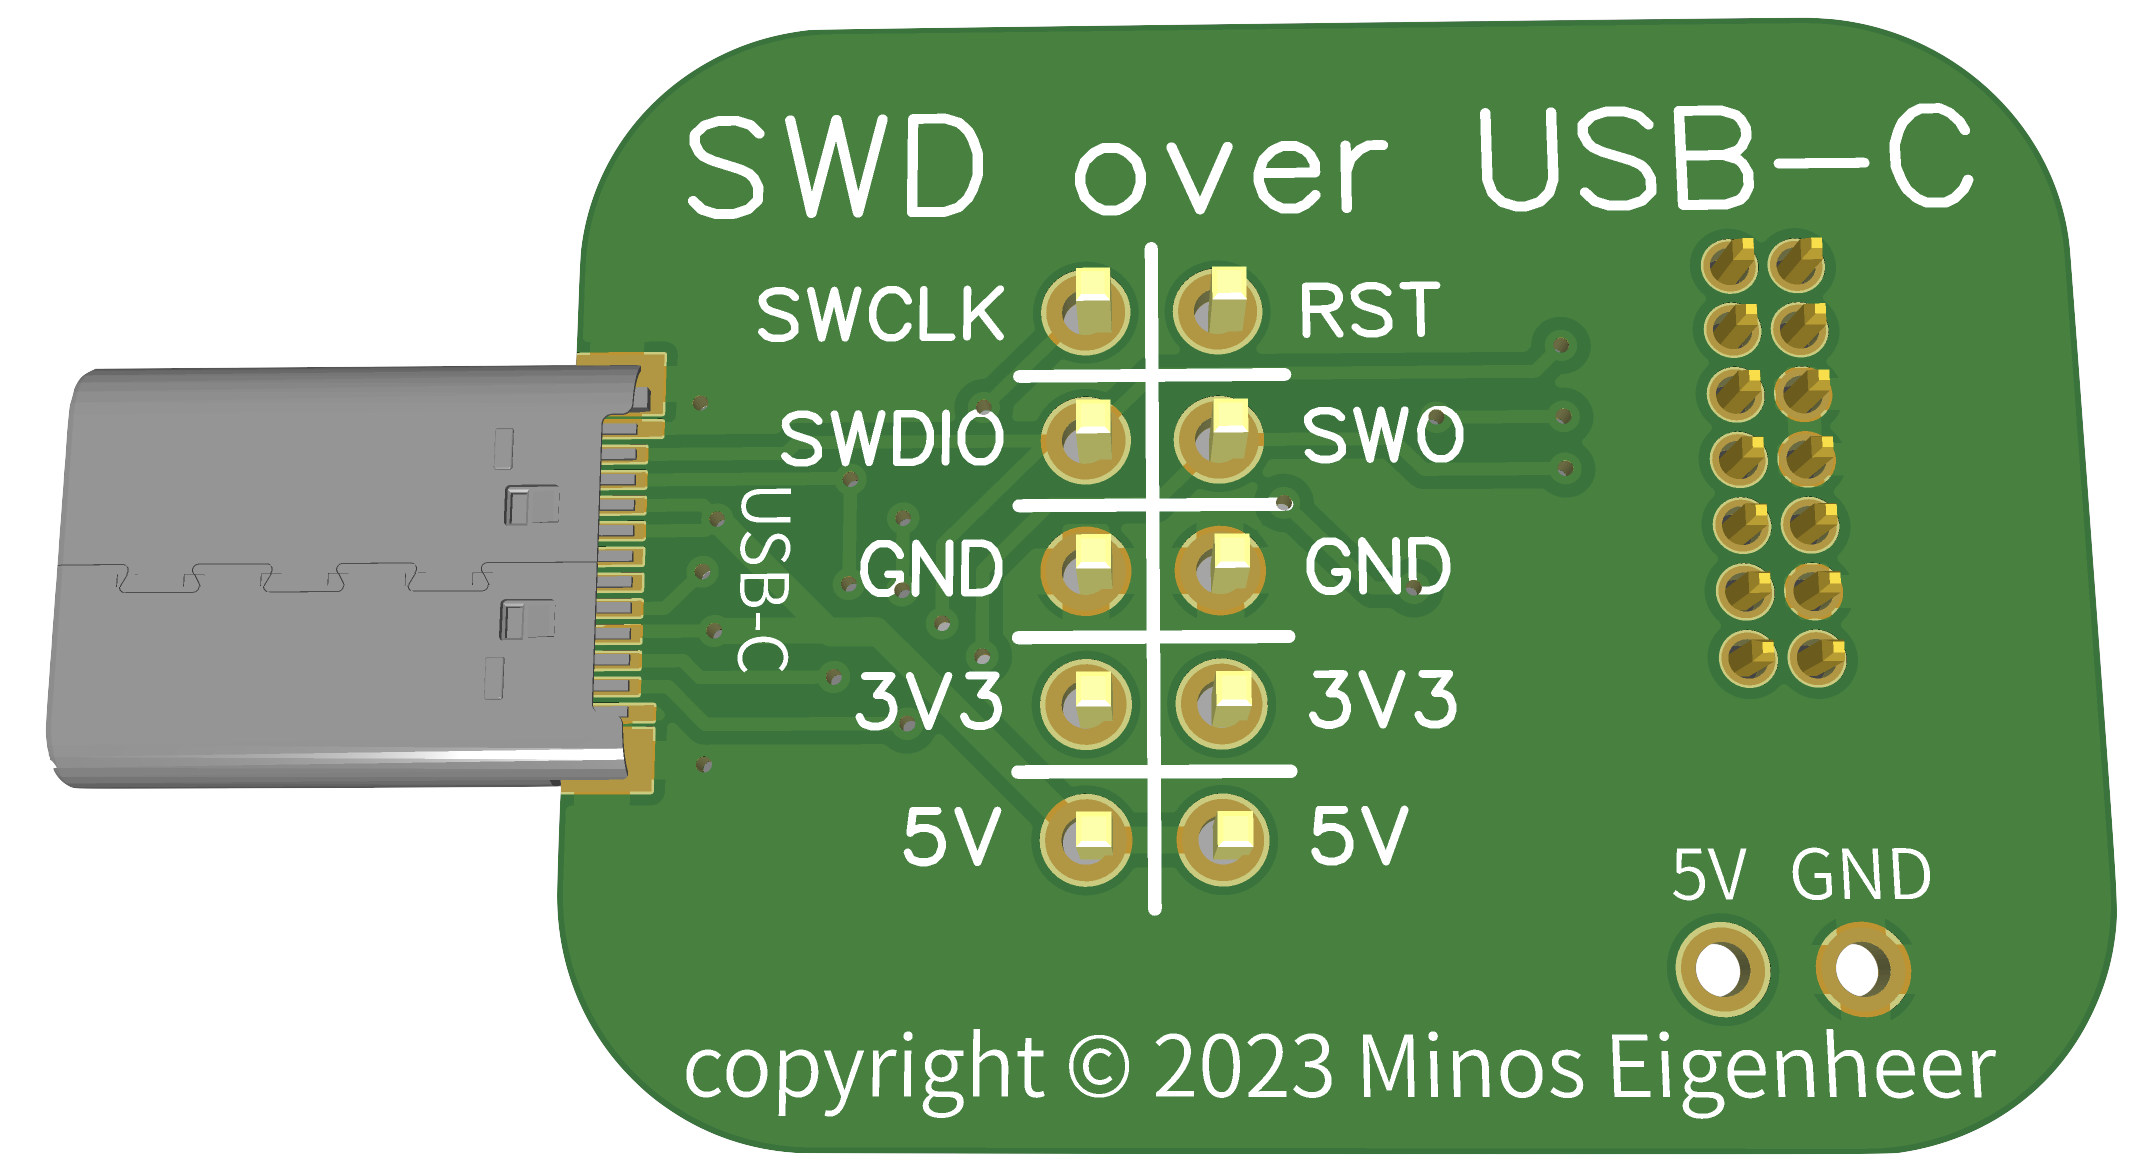 SWD over USB-C
SWCLK RST
SWDIO SWO
USB-C
GND GND
3V3 3V3
5V 5V
5V GND
copyright © 2023 Minos Eigenheer